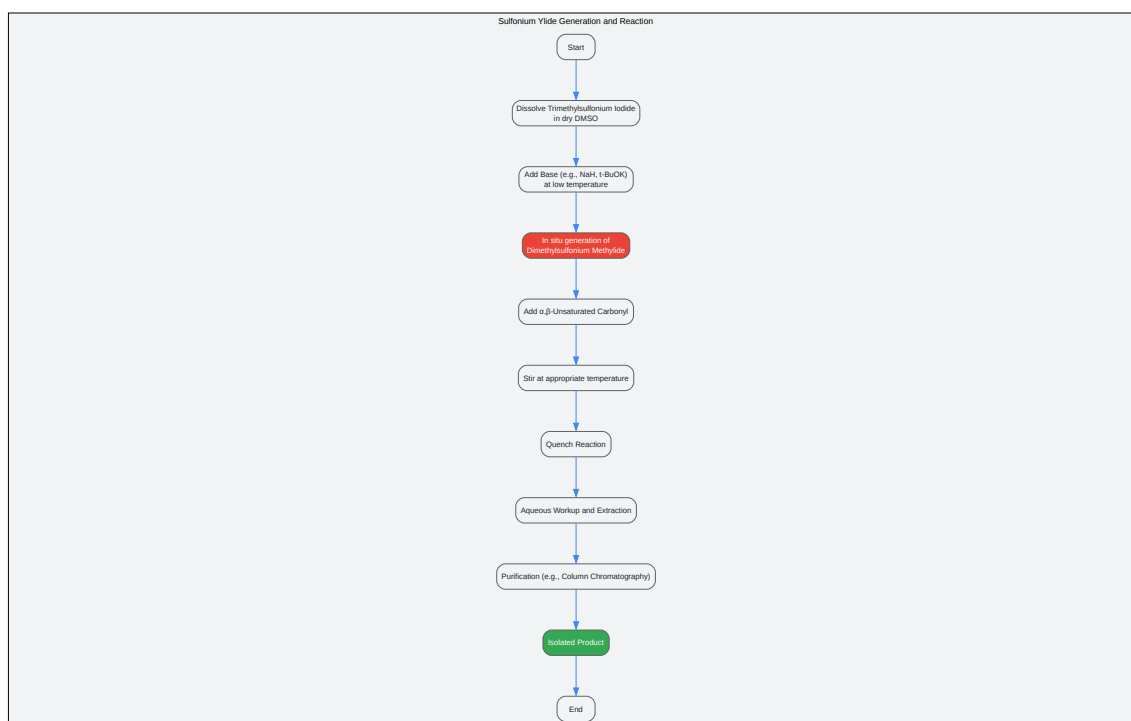 Sulfonium Ylide Generation and Reaction
Start
Dissolve Trimethylsulfonium Iodide
in dry DMSO
Add Base (e.g., NaH, t-BuOK)
at low temperature
In situ generation of
Dimethylsulfonium Methylide
Add α,β-Unsaturated Carbonyl
Stir at appropriate temperature
Quench Reaction
Aqueous Workup and Extraction
Purification (e.g., Column Chromatography)
Isolated Product
End